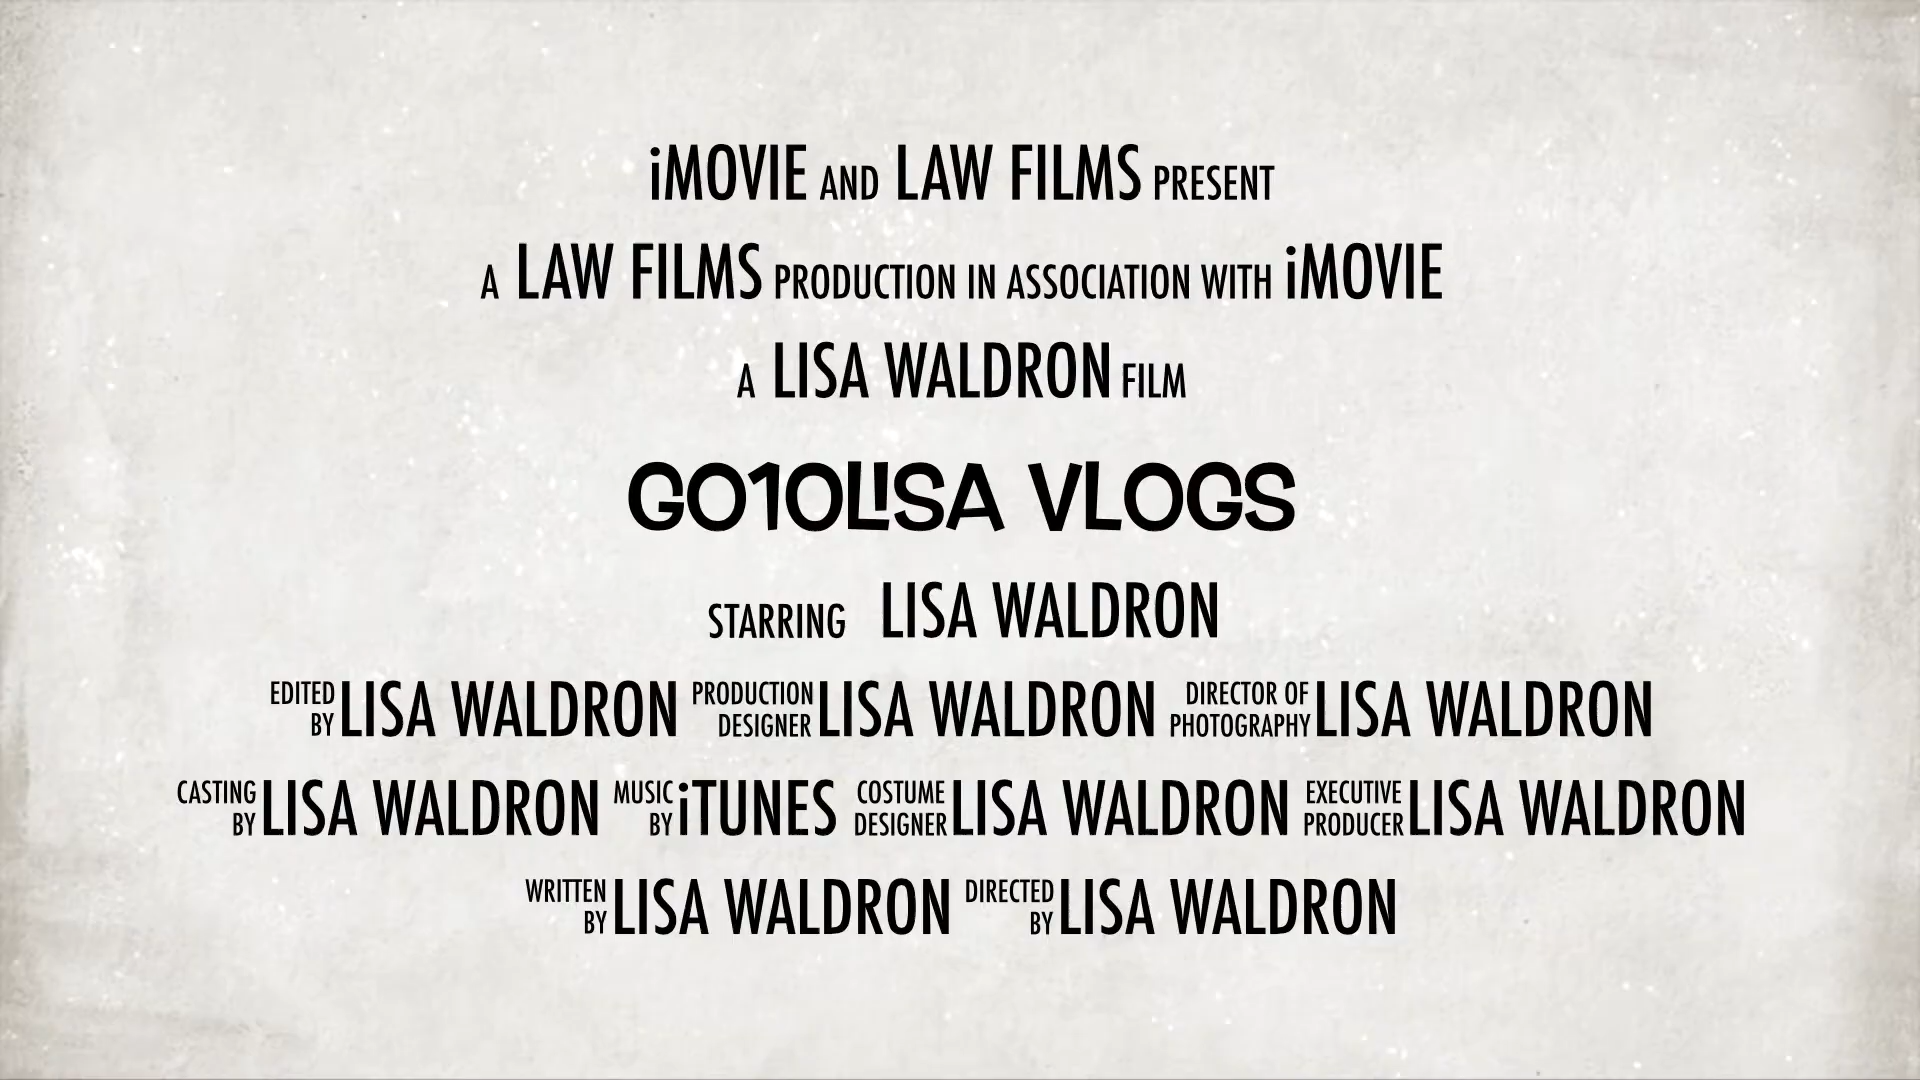 iMOVIE AND LAW FILMS PRESENT
A LAW FILMS PRODUCTION IN ASSOCIATION WITH iMOVIE
A LISA WALDRON FILM
GO10LISA VLOGS
STARRING LISA WALDRON
EDITED BY LISA WALDRON PRODUCTION DESIGNER LISA WALDRON DIRECTOR OF PHOTOGRAPHY LISA WALDRON
CASTING BY LISA WALDRON MUSIC BY iTUNES COSTUME DESIGNER LISA WALDRON EXECUTIVE PRODUCER LISA WALDRON
WRITTEN BY LISA WALDRON DIRECTED BY LISA WALDRON